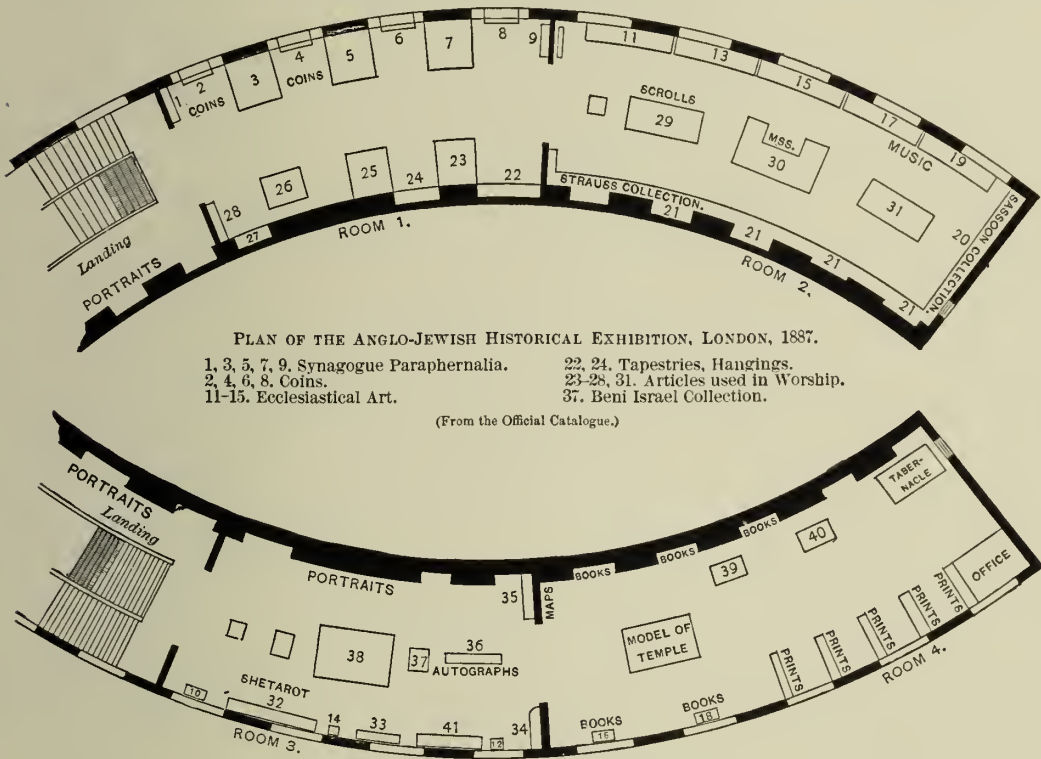 1
2
COINS
3
4
COINS
5
6
7
8
9
11
13
15
17
MUSIC
19
SCROLLS
29
MSS.
30
31
20
SASSOON COLLECTION.
STRAUSS COLLECTION.
21
21
21
21
22
23
24
25
26
27
28
Landing
PORTRAITS
ROOM 1.
ROOM 2.
PLAN OF THE ANGLO-JEWISH HISTORICAL EXHIBITION, LONDON, 1887.
1, 3, 5, 7, 9. Synagogue Paraphernalia.
2, 4, 6, 8. Coins.
11-15. Ecclesiastical Art.
22, 24. Tapestries, Hangings.
23-28, 31. Articles used in Worship.
37. Beni Israel Collection.
(From the Official Catalogue.)
PORTRAITS
Landing
PORTRAITS
35
MAPS
BOOKS
BOOKS
BOOKS
39
40
TABER-
NACLE
OFFICE
38
37
36
AUTOGRAPHS
MODEL OF
TEMPLE
PRINTS
PRINTS
PRINTS
PRINTS
SHETAROT
10
32
14
33
41
12
34
BOOKS
16
BOOKS
18
ROOM 3.
ROOM 4.